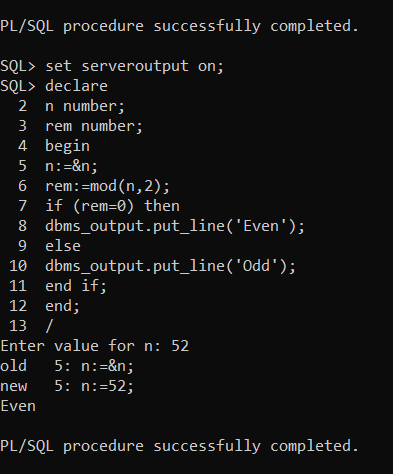 PL/SQL procedure successfully completed.
SQL> set serveroutput on;
SQL> declare
  2  n number;
  3  rem number;
  4  begin
  5  n:=&n;
  6  rem:=mod(n,2);
  7  if (rem=0) then
  8  dbms_output.put_line('Even');
  9  else
 10  dbms_output.put_line('Odd');
 11  end if;
 12  end;
 13  /
Enter value for n: 52
old   5: n:=&n;
new   5: n:=52;
Even
PL/SQL procedure successfully completed.